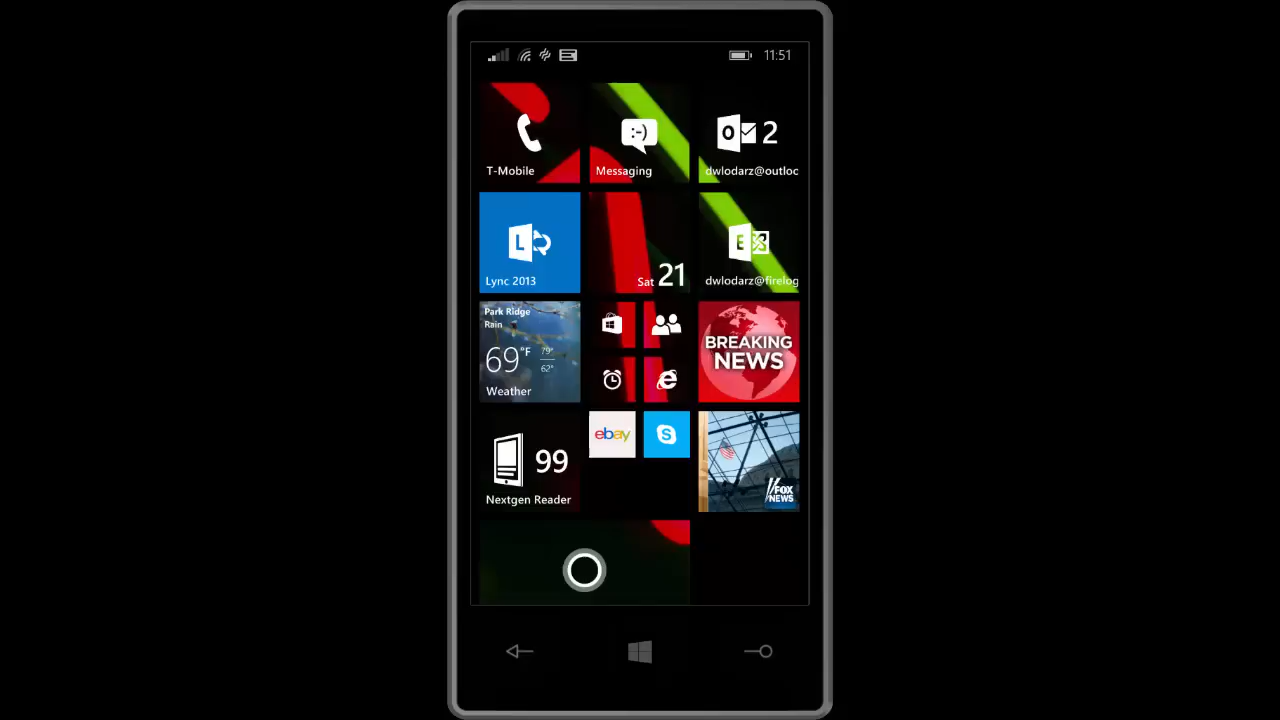 11:51
T-Mobile
Messaging
2
dwlodarz@outloc
Lync 2013
Sat 21
dwlodarz@firelog
Park Ridge
Rain
69°F
79°
62°
Weather
BREAKING
NEWS
99
Nextgen Reader
ebay
FOX
NEWS